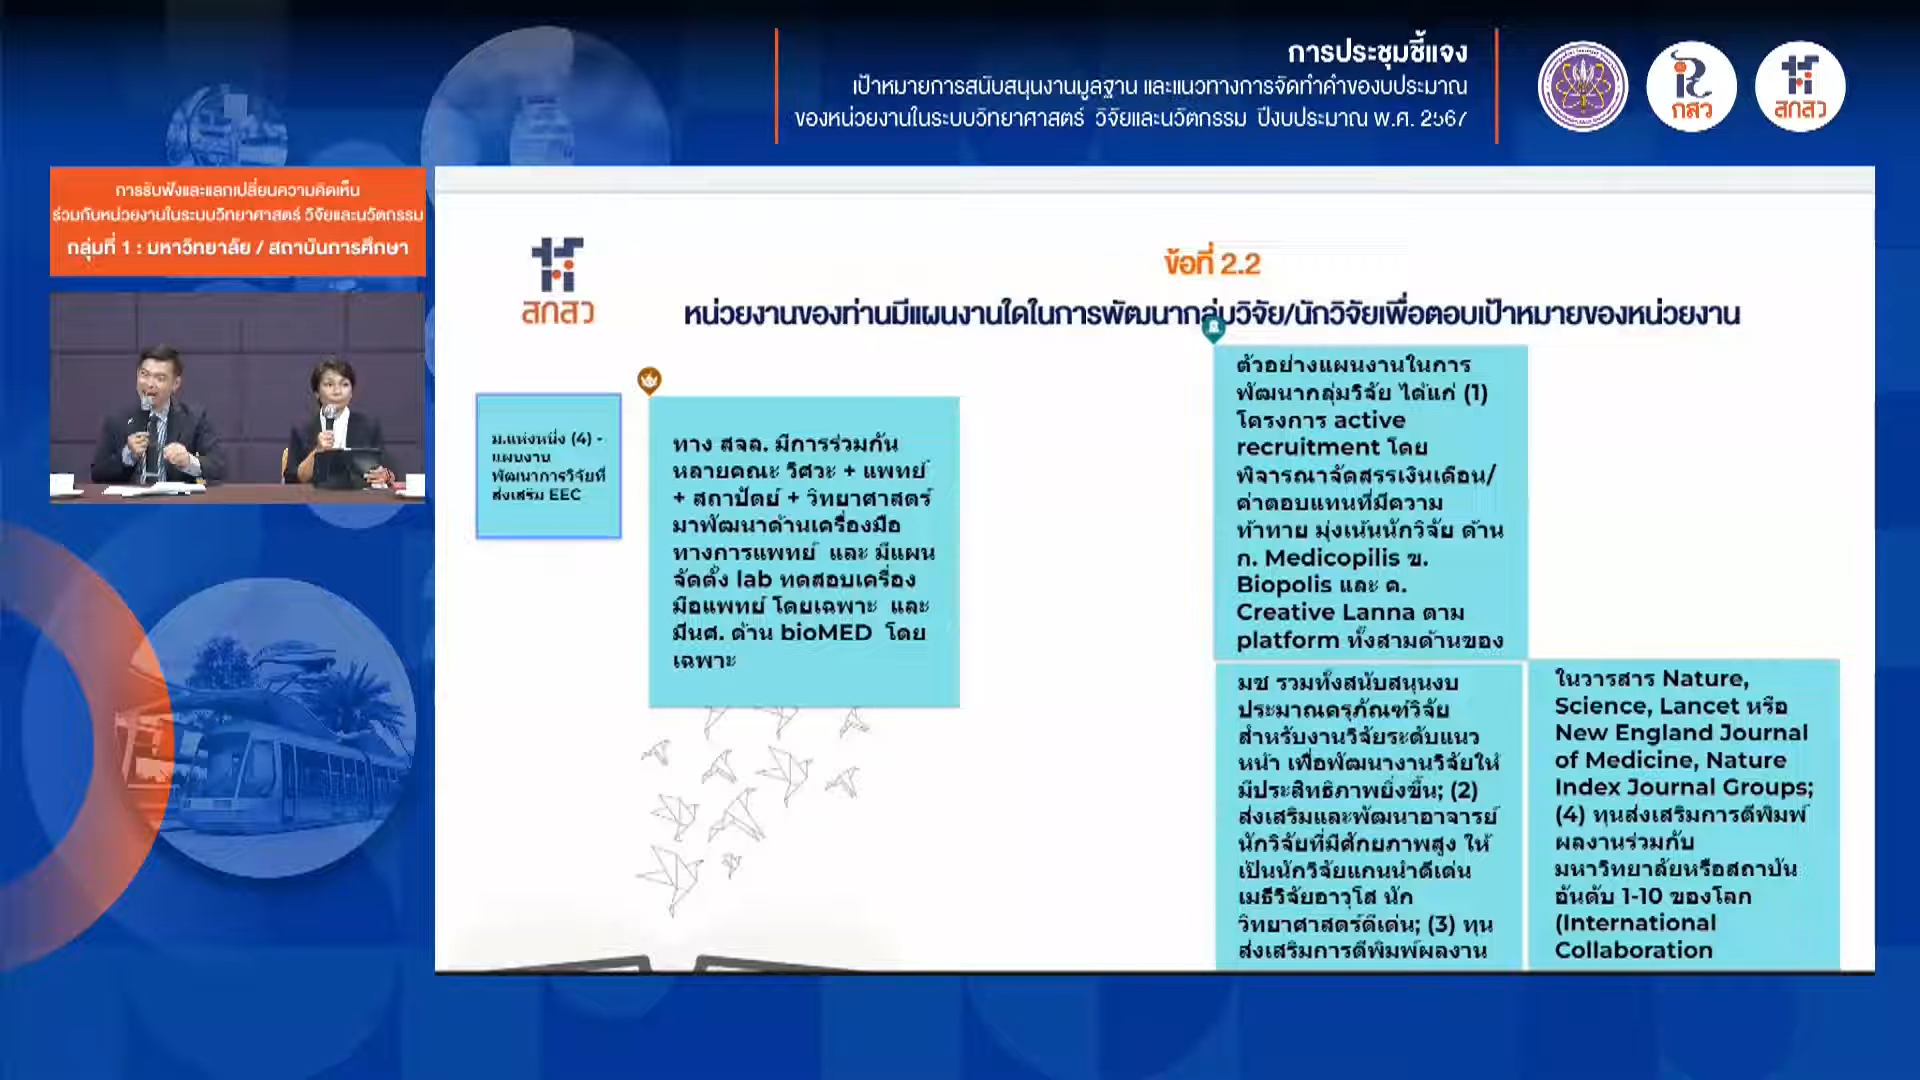 การประชุมชี้แจง
เป้าหมายการสนับสนุนงานมูลฐาน และแนวทางการจัดทำคำของบประมาณ
ของหน่วยงานในระบบวิทยาศาสตร์ วิจัยและนวัตกรรม ปีงบประมาณ พ.ศ. 2567
กสว
สกสว
การรับฟังและแลกเปลี่ยนความคิดเห็น
ร่วมกับหน่วยงานในระบบวิทยาศาสตร์ วิจัยและนวัตกรรม
กลุ่มที่ 1 : มหาวิทยาลัย / สถาบันการศึกษา
สกสว
ข้อที่ 2.2
หน่วยงานของท่านมีแผนงานใดในการพัฒนากลุ่มวิจัย/นักวิจัยเพื่อตอบเป้าหมายของหน่วยงาน
ม.แห่งหนึ่ง (4) -
แผนงาน
พัฒนาการวิจัยที่
ส่งเสริม EEC
ทาง สจล. มีการร่วมกัน
หลายคณะ วิศวะ + แพทย์
+ สถาปัตย์ + วิทยาศาสตร์
มาพัฒนาด้านเครื่องมือ
ทางการแพทย์ และ มีแผน
จัดตั้ง lab ทดสอบเครื่อง
มือแพทย์ โดยเฉพาะ และ
มีนศ. ด้าน bioMED โดย
เฉพาะ
ตัวอย่างแผนงานในการ
พัฒนากลุ่มวิจัย ได้แก่ (1)
โครงการ active
recruitment โดย
พิจารณาจัดสรรเงินเดือน/
ค่าตอบแทนที่มีความ
ท้าทาย มุ่งเน้นนักวิจัย ด้าน
ก. Medicopilis ข.
Biopolis และ ค.
Creative Lanna ตาม
platform ทั้งสามด้านของ
มช รวมทั้งสนับสนุนงบ
ประมาณครุภัณฑ์วิจัย
สำหรับงานวิจัยระดับแนว
หน้า เพื่อพัฒนางานวิจัยให้
มีประสิทธิภาพยิ่งขึ้น; (2)
ส่งเสริมและพัฒนาอาจารย์
นักวิจัยที่มีศักยภาพสูง ให้
เป็นนักวิจัยแกนนำดีเด่น
เมธีวิจัยอาวุโส นัก
วิทยาศาสตร์ดีเด่น; (3) ทุน
ส่งเสริมการตีพิมพ์ผลงาน
ในวารสาร Nature,
Science, Lancet หรือ
New England Journal
of Medicine, Nature
Index Journal Groups;
(4) ทุนส่งเสริมการตีพิมพ์
ผลงานร่วมกับ
มหาวิทยาลัยหรือสถาบัน
อันดับ 1-10 ของโลก
(International
Collaboration